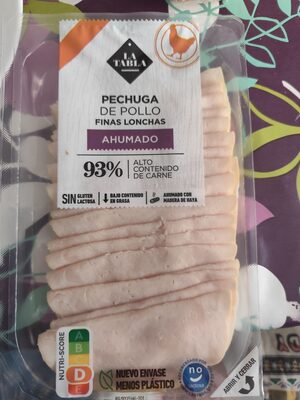 LA
TABLA
PECHUGA
DE POLLO
FINAS LONCHAS
AHUMADO
93% ALTO
CONTENIDO
DE CARNE
SIN GLUTEN
LACTOSA
BAJO CONTENIDO
EN GRASA
AHUMADO CON
MADERA DE HAYA
NUTRI-SCORE
A
B
C
D
E
NUEVO ENVASE
MENOS PLÁSTICO
ABRIR Y CERRAR